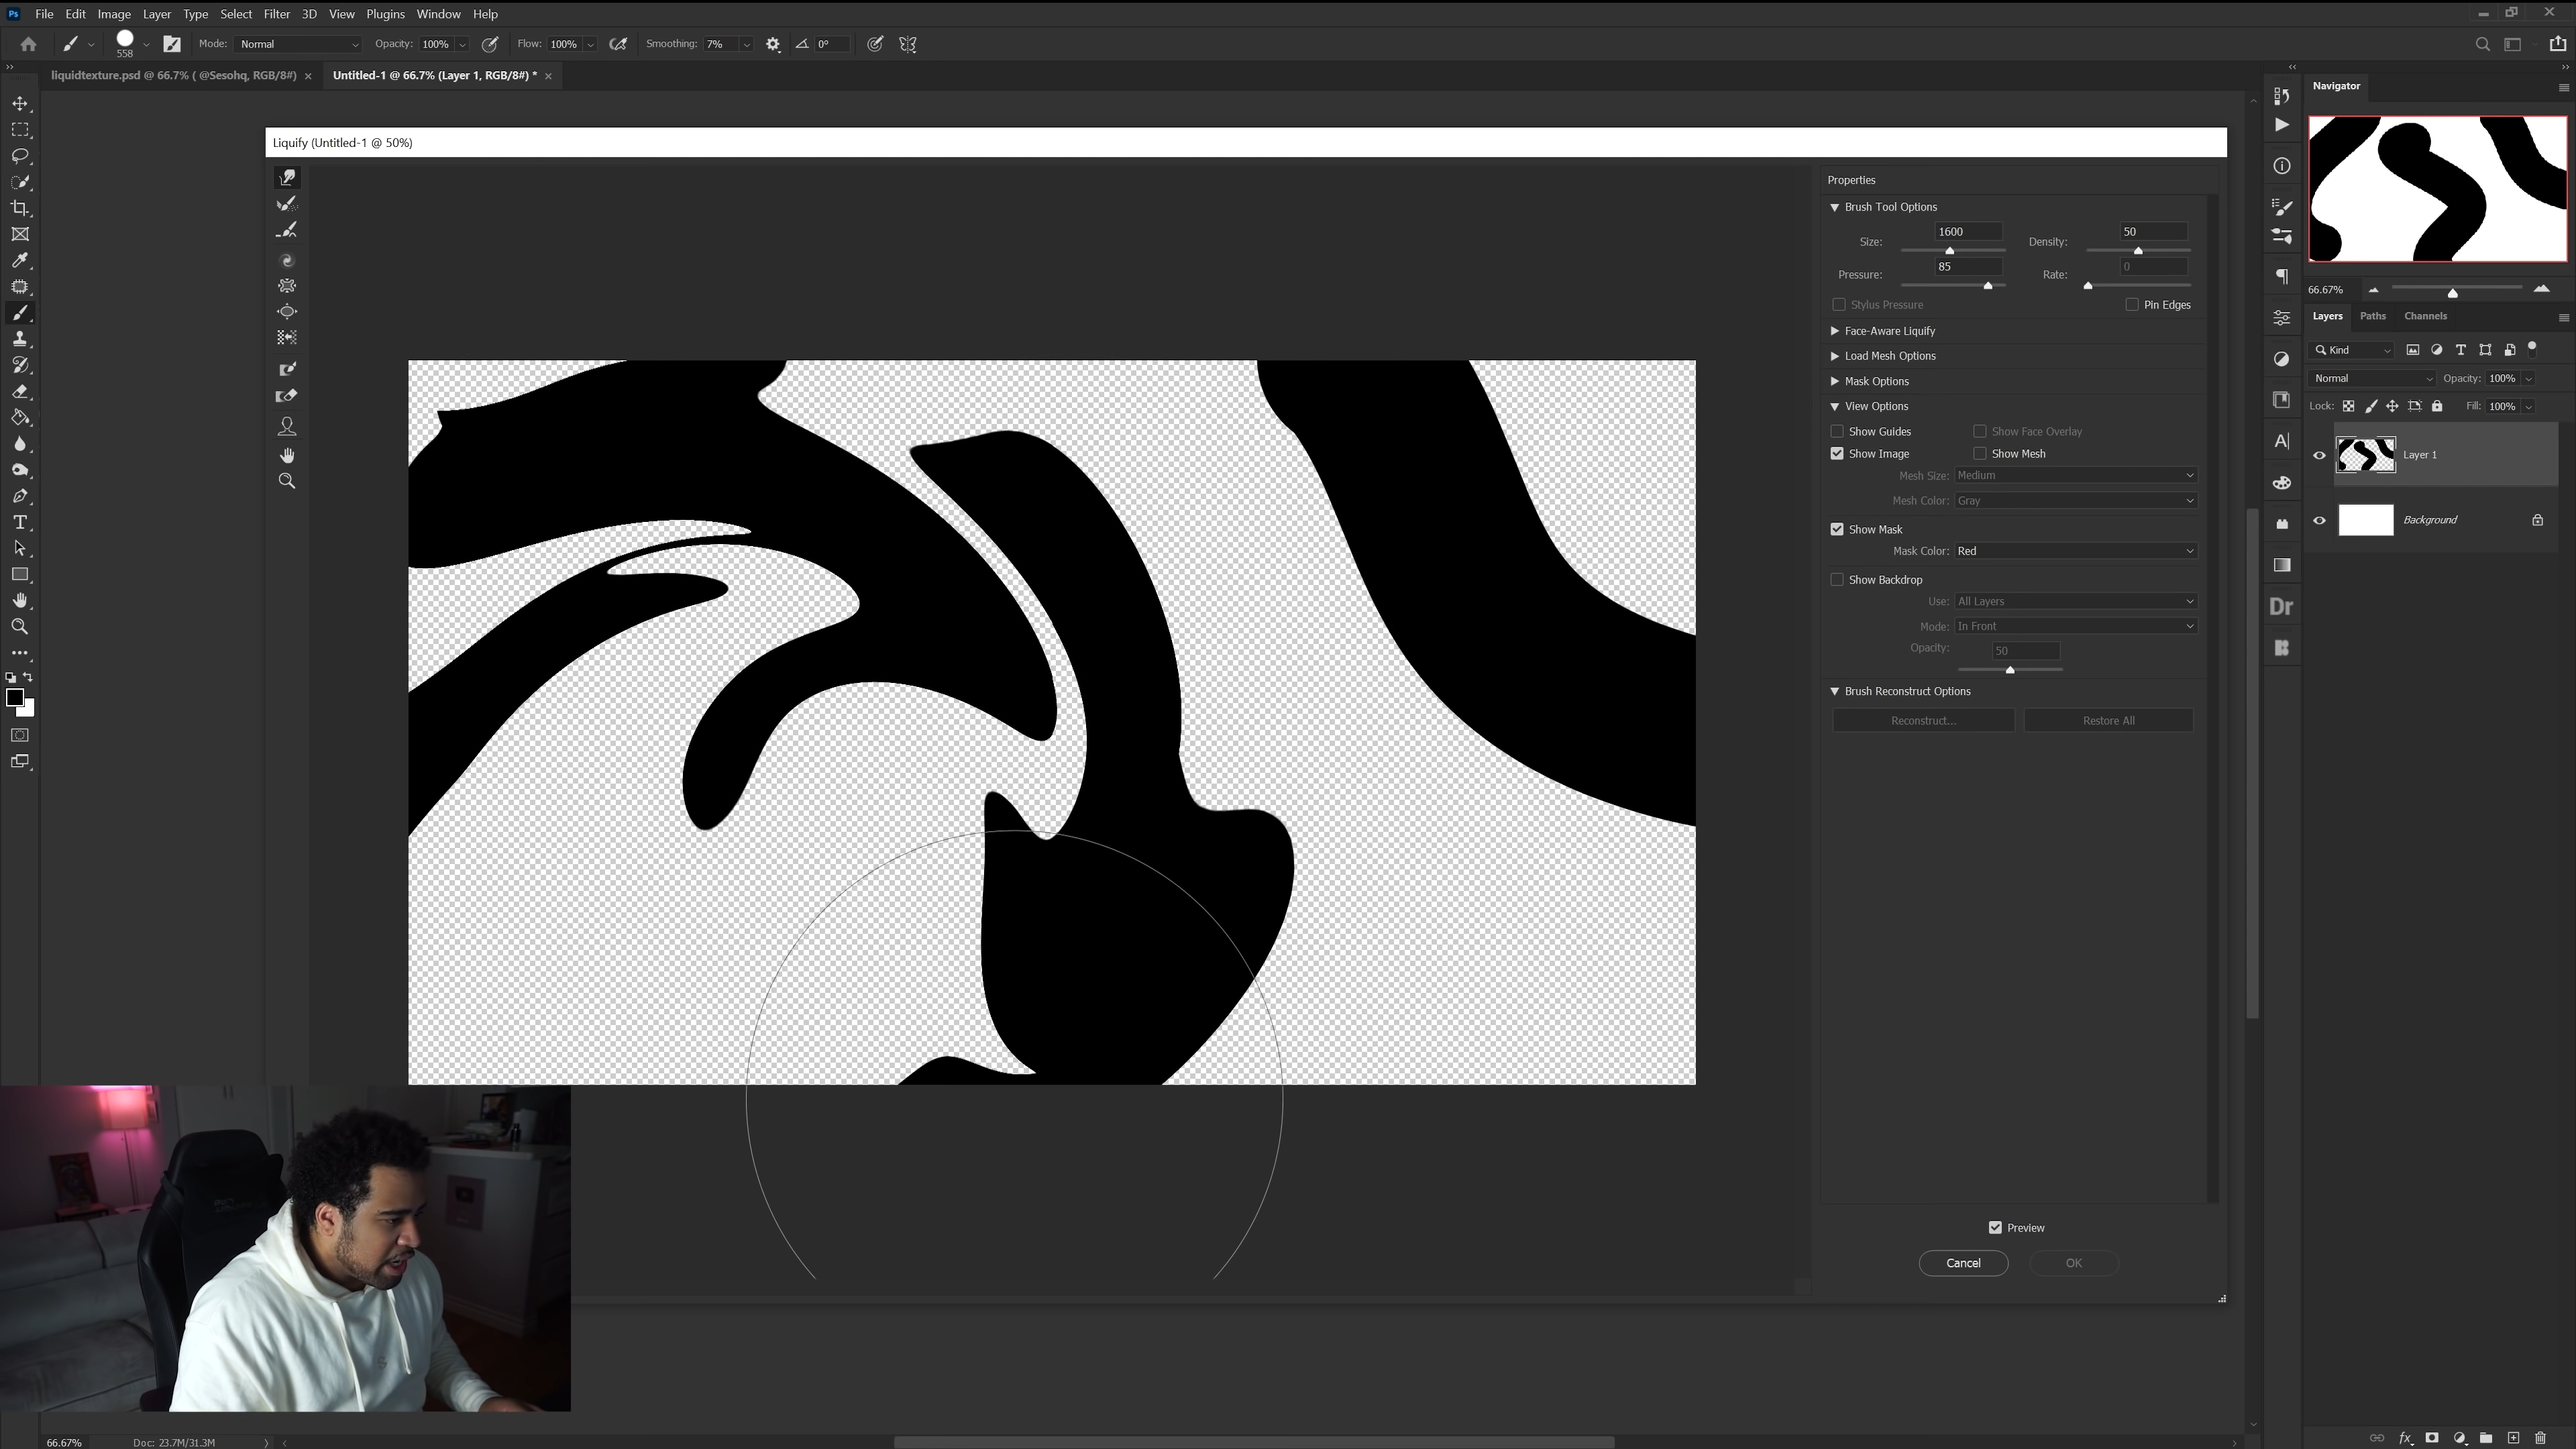 Ps File Edit Image Layer Type Select Filter 3D View Plugins Window Help
558 Mode: Normal Opacity: 100% Flow: 100% Smoothing: 7% 0°
liquidtexture.psd @ 66.7% ( @Sesohq, RGB/8#) × Untitled-1 @ 66.7% (Layer 1, RGB/8#) * ×
Liquify (Untitled-1 @ 50%)
Properties
Brush Tool Options
Size: 1600 Density: 50
Pressure: 85 Rate: 0
Stylus Pressure Pin Edges
Face-Aware Liquify
Load Mesh Options
Mask Options
View Options
Show Guides Show Face Overlay
Show Image Show Mesh
Mesh Size: Medium
Mesh Color: Gray
Show Mask
Mask Color: Red
Show Backdrop
Use: All Layers
Mode: In Front
Opacity: 50
Brush Reconstruct Options
Reconstruct... Restore All
Preview
Cancel OK
Navigator
66.67%
Layers Paths Channels
Kind
Normal Opacity: 100%
Lock: Fill: 100%
Layer 1
Background
Dr
66.67% Doc: 23.7M/31.3M